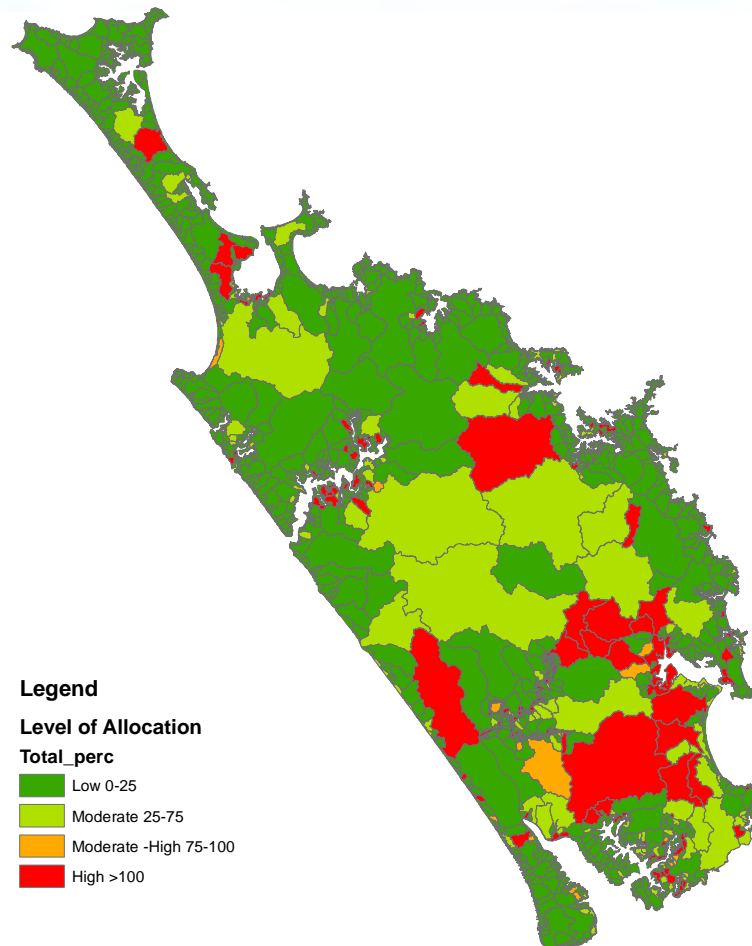 Legend
Level of Allocation
Total_perc
Low 0-25
Moderate 25-75
Moderate -High 75-100
High >100